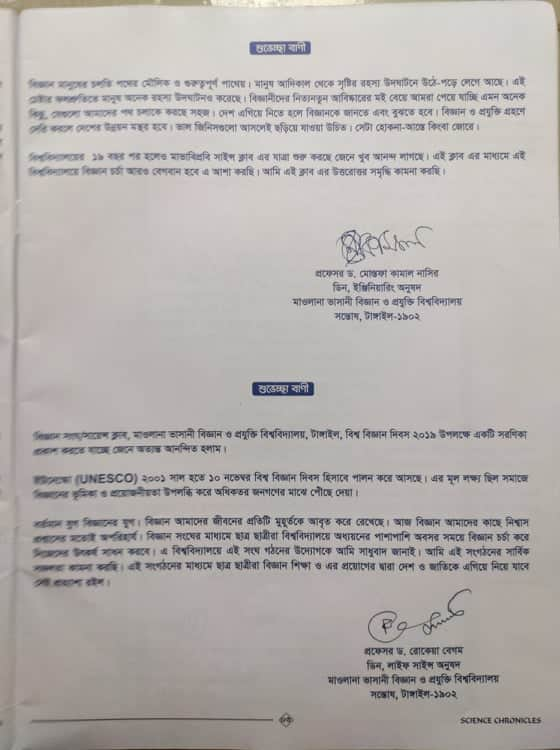 শুভেচ্ছা বাণী
বিজ্ঞান মানুষের চলতি পথের মৌলিক ও গুরুত্বপূর্ণ পাথেয়। মানুষ আদিকাল থেকে সৃষ্টির রহস্য উদঘাটনে উঠে-পড়ে লেগে আছে। এই
চেষ্টার ফলশ্রুতিতে মানুষ অনেক রহস্য উদঘাটনও করেছে। বিজ্ঞানীদের নিত্যনতুন আবিষ্কারের মই বেয়ে আমরা পেয়ে যাচ্ছি এমন অনেক
কিছু, যেগুলো আমাদের পথ চলাকে করছে সহজ। দেশ এগিয়ে নিতে হলে বিজ্ঞানকে জানতে এবং বুঝতে হবে। বিজ্ঞান ও প্রযুক্তি গ্রহণে
দেরি করলে দেশের উন্নয়ন মন্থর হবে। ভাল জিনিসগুলো আসলেই ছড়িয়ে যাওয়া উচিত। সেটা হোকনা-আস্তে কিংবা জোরে।
বিশ্ববিদ্যালয়ের ১৯ বছর পর হলেও মাভাবিপ্রবি সাইন্স ক্লাব এর যাত্রা শুরু করছে জেনে খুব আনন্দ লাগছে। এই ক্লাব এর মাধ্যমে এই
বিশ্ববিদ্যালয়ে বিজ্ঞান চর্চা আরও বেগবান হবে এ আশা করছি। আমি এই ক্লাব এর উত্তরোত্তর সমৃদ্ধি কামনা করছি।
প্রফেসর ড. মোস্তফা কামাল নাসির
ডিন, ইঞ্জিনিয়ারিং অনুষদ
মাওলানা ভাসানী বিজ্ঞান ও প্রযুক্তি বিশ্ববিদ্যালয়
সন্তোষ, টাঙ্গাইল-১৯০২
শুভেচ্ছা বাণী
বিজ্ঞান সংঘ/সায়েন্স ক্লাব, মাওলানা ভাসানী বিজ্ঞান ও প্রযুক্তি বিশ্ববিদ্যালয়, টাঙ্গাইল, বিশ্ব বিজ্ঞান দিবস ২০১৯ উপলক্ষে একটি সরণিকা
প্রকাশ করতে যাচ্ছে জেনে অত্যন্ত আনন্দিত হলাম।
ইউনেস্কো (UNESCO) ২০০১ সাল হতে ১০ নভেম্বর বিশ্ব বিজ্ঞান দিবস হিসাবে পালন করে আসছে। এর মূল লক্ষ্য ছিল সমাজে
বিজ্ঞানের ভূমিকা ও প্রয়োজনীয়তা উপলব্ধি করে অধিকতর জনগণের মাঝে পৌঁছে দেয়া।
বর্তমান যুগ বিজ্ঞানের যুগ। বিজ্ঞান আমাদের জীবনের প্রতিটি মুহূর্তকে আবৃত করে রেখেছে। আজ বিজ্ঞান আমাদের কাছে নিশ্বাস
প্রশ্বাসের মতোই অপরিহার্য। বিজ্ঞান সংঘের মাধ্যমে ছাত্র ছাত্রীরা বিশ্ববিদ্যালয়ে অধ্যয়নের পাশাপাশি অবসর সময়ে বিজ্ঞান চর্চা করে
নিজেদের উৎকর্ষ সাধন করবে। এ বিশ্ববিদ্যালয়ে এই সংঘ গঠনের উদ্যোগকে আমি সাধুবাদ জানাই। আমি এই সংগঠনের সার্বিক
সফলতা কামনা করছি। এই সংগঠনের মাধ্যমে ছাত্র ছাত্রীরা বিজ্ঞান শিক্ষা ও এর প্রয়োগের দ্বারা দেশ ও জাতিকে এগিয়ে নিয়ে যাবে
সেই প্রত্যাশা রইল।
প্রফেসর ড. রোকেয়া বেগম
ডিন, লাইফ সাইন্স অনুষদ
মাওলানা ভাসানী বিজ্ঞান ও প্রযুক্তি বিশ্ববিদ্যালয়
সন্তোষ, টাঙ্গাইল-১৯০২
SCIENCE CHRONICLES